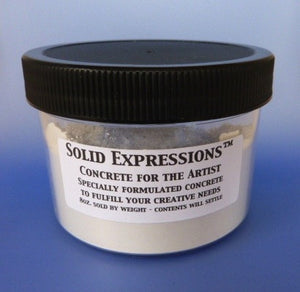 SOLID EXPRESSIONS™
CONCRETE FOR THE ARTIST
SPECIALLY FORMULATED CONCRETE
TO FULFILL YOUR CREATIVE NEEDS
8OZ. SOLD BY WEIGHT - CONTENTS WILL SETTLE